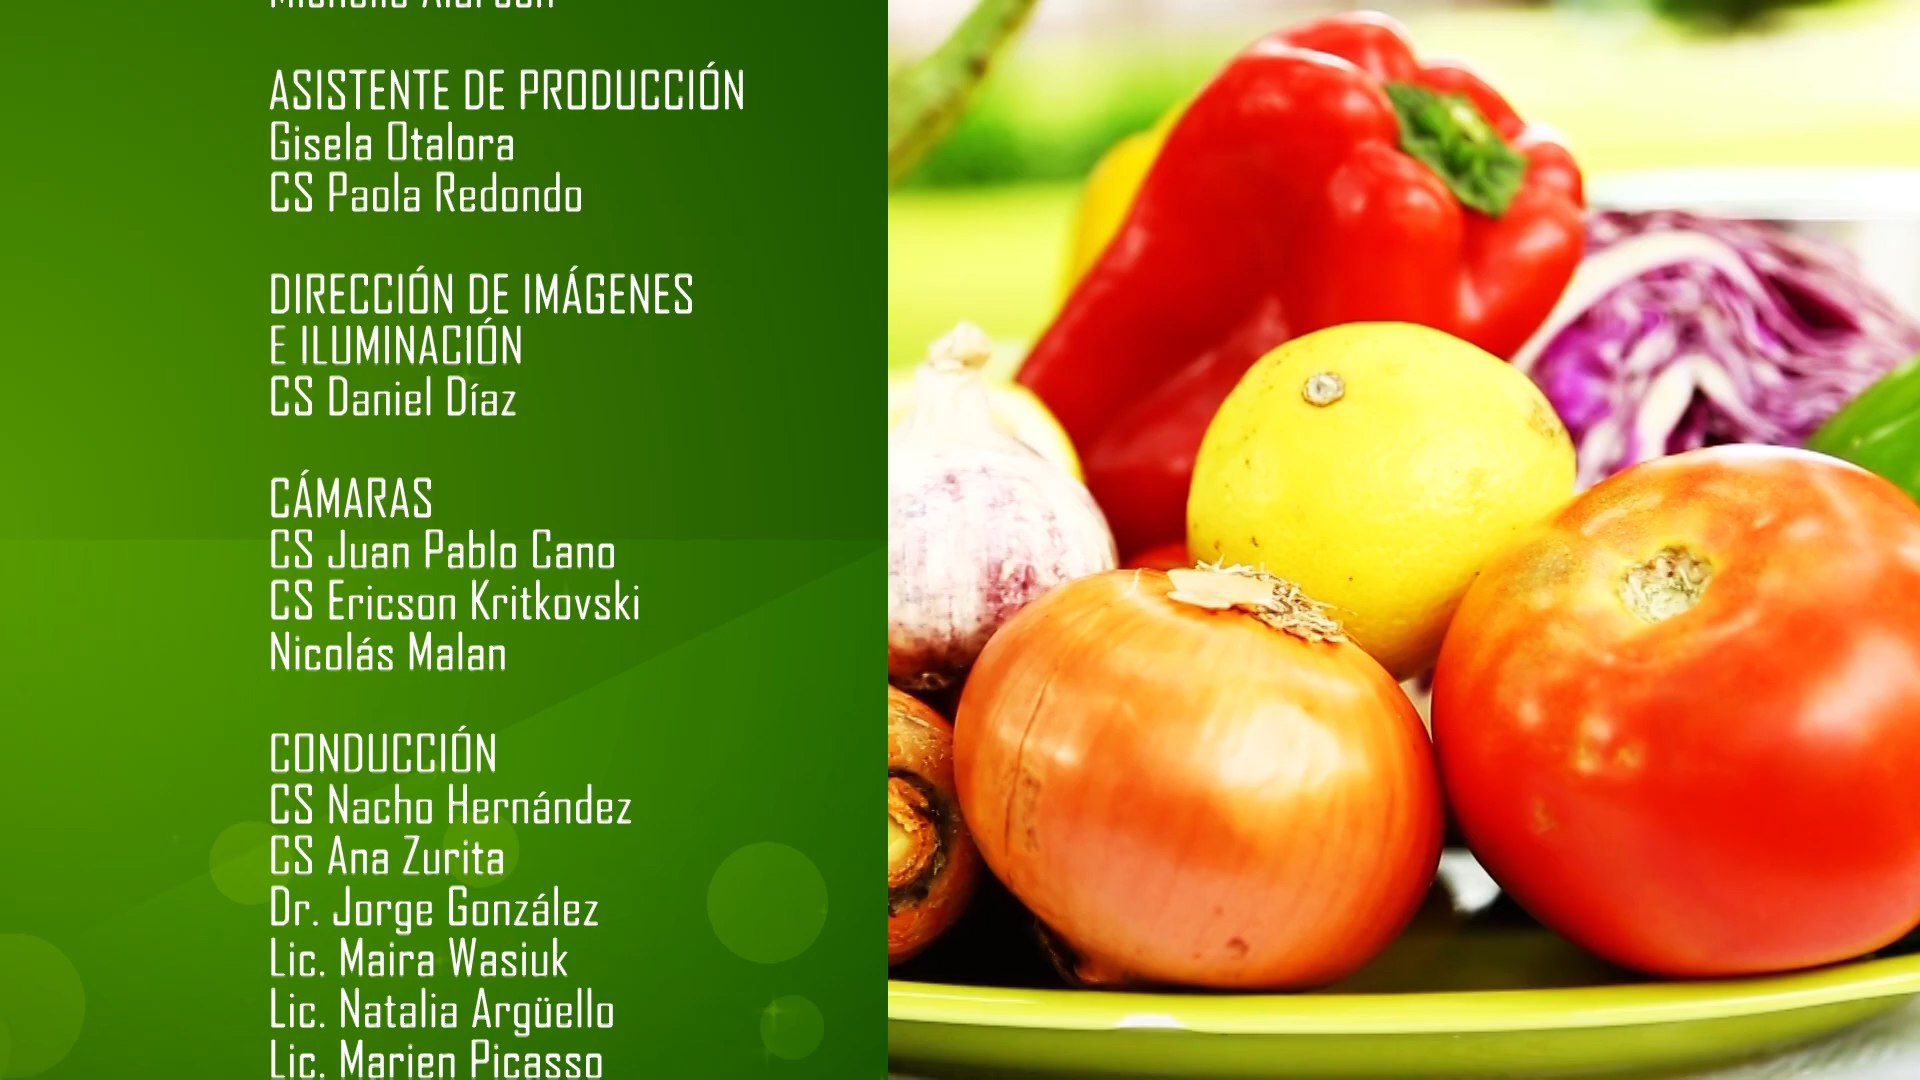 ASISTENTE DE PRODUCCIÓN
Gisela Otalora
CS Paola Redondo
DIRECCIÓN DE IMÁGENES
E ILUMINACIÓN
CS Daniel Díaz
CÁMARAS
CS Juan Pablo Cano
CS Ericson Kritkovski
Nicolás Malan
CONDUCCIÓN
CS Nacho Hernández
CS Ana Zurita
Dr. Jorge González
Lic. Maira Wasiuk
Lic. Natalia Argüello
Lic. Marien Picasso